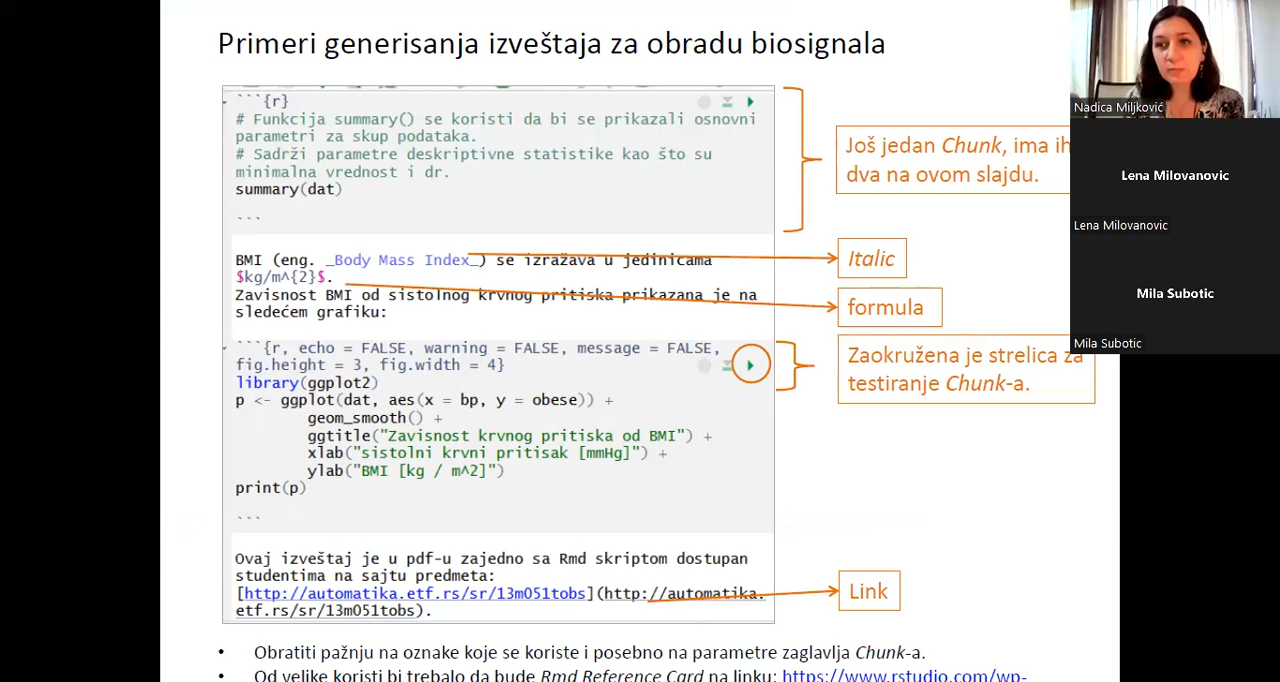 Primeri generisanja izveštaja za obradu biosignala
```{r}
# Funkcija summary() se koristi da bi se prikazali osnovni
parametri za skup podataka.
# Sadrži parametre deskriptivne statistike kao što su
minimalna vrednost i dr.
summary(dat)
```
BMI (eng. _Body Mass Index_) se izražava u jedinicama
$kg/m^{2}$.
Zavisnost BMI od sistolnog krvnog pritiska prikazana je na
sledećem grafiku:
```{r, echo = FALSE, warning = FALSE, message = FALSE,
fig.height = 3, fig.width = 4}
library(ggplot2)
p <- ggplot(dat, aes(x = bp, y = obese)) +
geom_smooth() +
ggtitle("Zavisnost krvnog pritiska od BMI") +
xlab("sistolni krvni pritisak [mmHg]") +
ylab("BMI [kg / m^2]")
print(p)
```
Ovaj izveštaj je u pdf-u zajedno sa Rmd skriptom dostupan
studentima na sajtu predmeta:
[http://automatika.etf.rs/sr/13m051tobs](http://automatika.
etf.rs/sr/13m051tobs).
Još jedan Chunk, ima ih
dva na ovom slajdu.
Italic
formula
Zaokružena je strelica za
testiranje Chunk-a.
Link
• Obratiti pažnju na oznake koje se koriste i posebno na parametre zaglavlja Chunk-a.
• Od velike koristi bi trebalo da bude Rmd Reference Card na linku: https://www.rstudio.com/wp-
Nadica Miljković
Lena Milovanovic
Lena Milovanovic
Mila Subotic
Mila Subotic